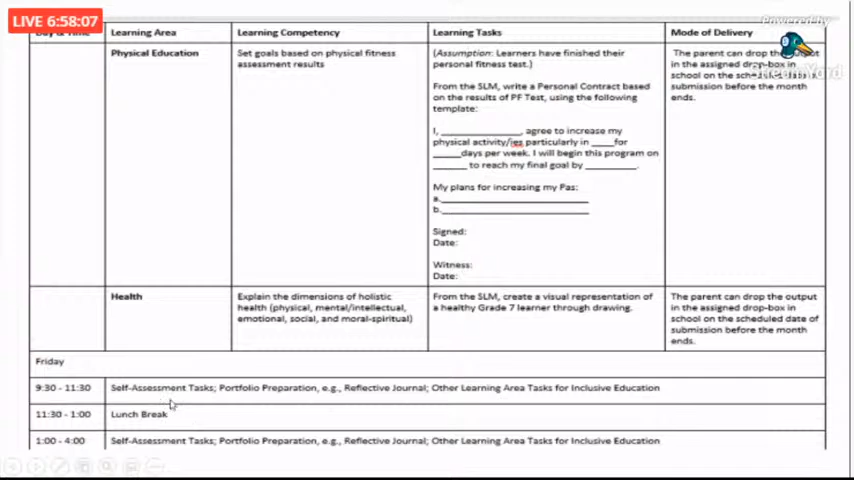 LIVE 6:58:07
Powered by
Learning Area
Learning Competency
Learning Tasks
Mode of Delivery
Physical Education
Set goals based on physical fitness
assessment results
(Assumption: Learners have finished their
personal fitness test.)
From the SLM, write a Personal Contract based
on the results of PF Test, using the following
template:
I, ______________, agree to increase my
physical activity/ies particularly in ____for
_____days per week. I will begin this program on
______ to reach my final goal by _________.
My plans for increasing my Pas:
a.__________________________
b.__________________________
Signed:
Date:
Witness:
Date:
The parent can drop the output
in the assigned drop-box in
school on the
submission before the month
ends.
Health
Explain the dimensions of holistic
health (physical, mental/intellectual,
emotional, social, and moral-spiritual)
From the SLM, create a visual representation of
a healthy Grade 7 learner through drawing.
The parent can drop the output
in the assigned drop-box in
school on the scheduled date of
submission before the month
ends.
Friday
9:30 - 11:30
Self-Assessment Tasks; Portfolio Preparation, e.g., Reflective Journal; Other Learning Area Tasks for Inclusive Education
11:30 - 1:00
Lunch Break
1:00 - 4:00
Self-Assessment Tasks; Portfolio Preparation, e.g., Reflective Journal; Other Learning Area Tasks for Inclusive Education